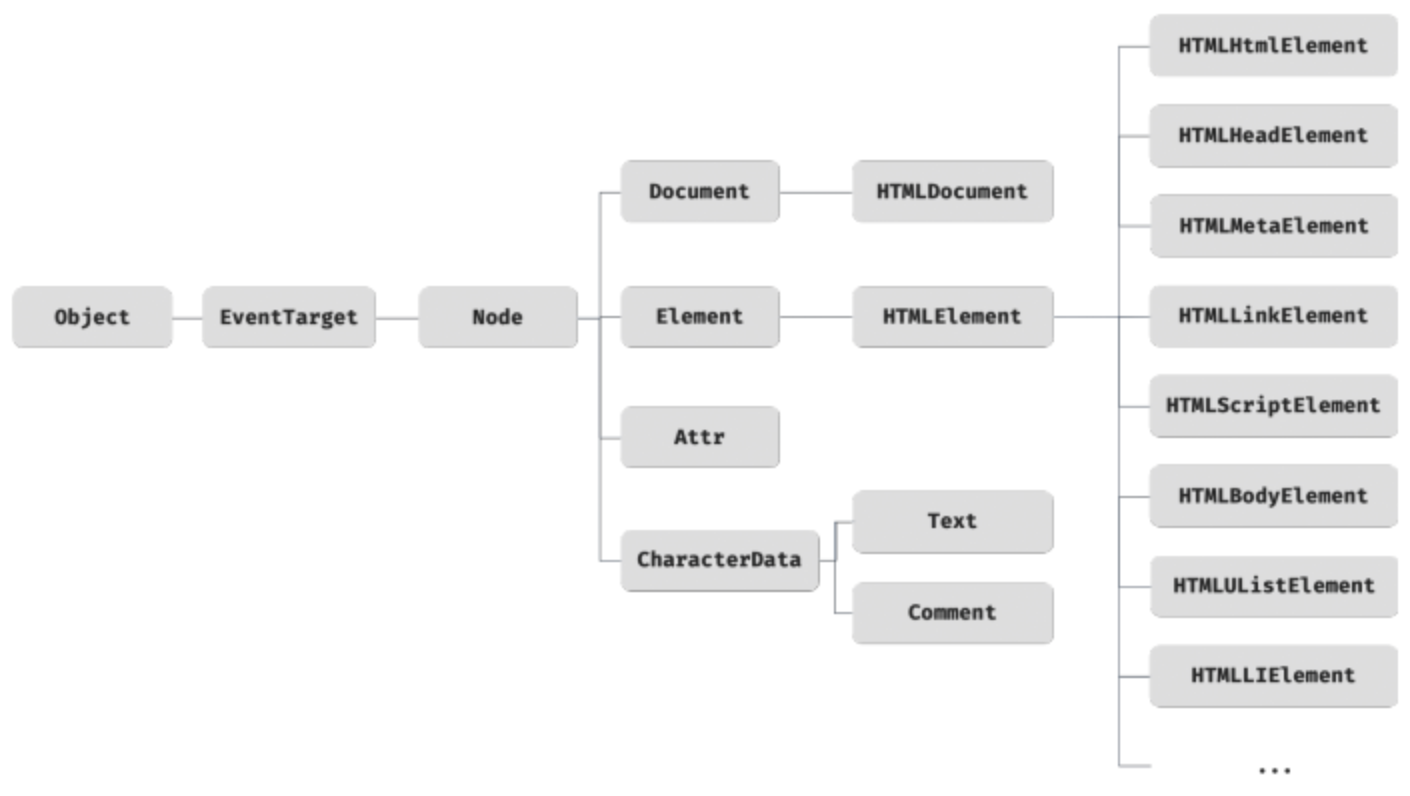 Object
EventTarget
Node
Document
Element
Attr
CharacterData
HTMLDocument
HTMLElement
Text
Comment
HTMLHtmlElement
HTMLHeadElement
HTMLMetaElement
HTMLLinkElement
HTMLScriptElement
HTMLBodyElement
HTMLUListElement
HTMLLIElement
...